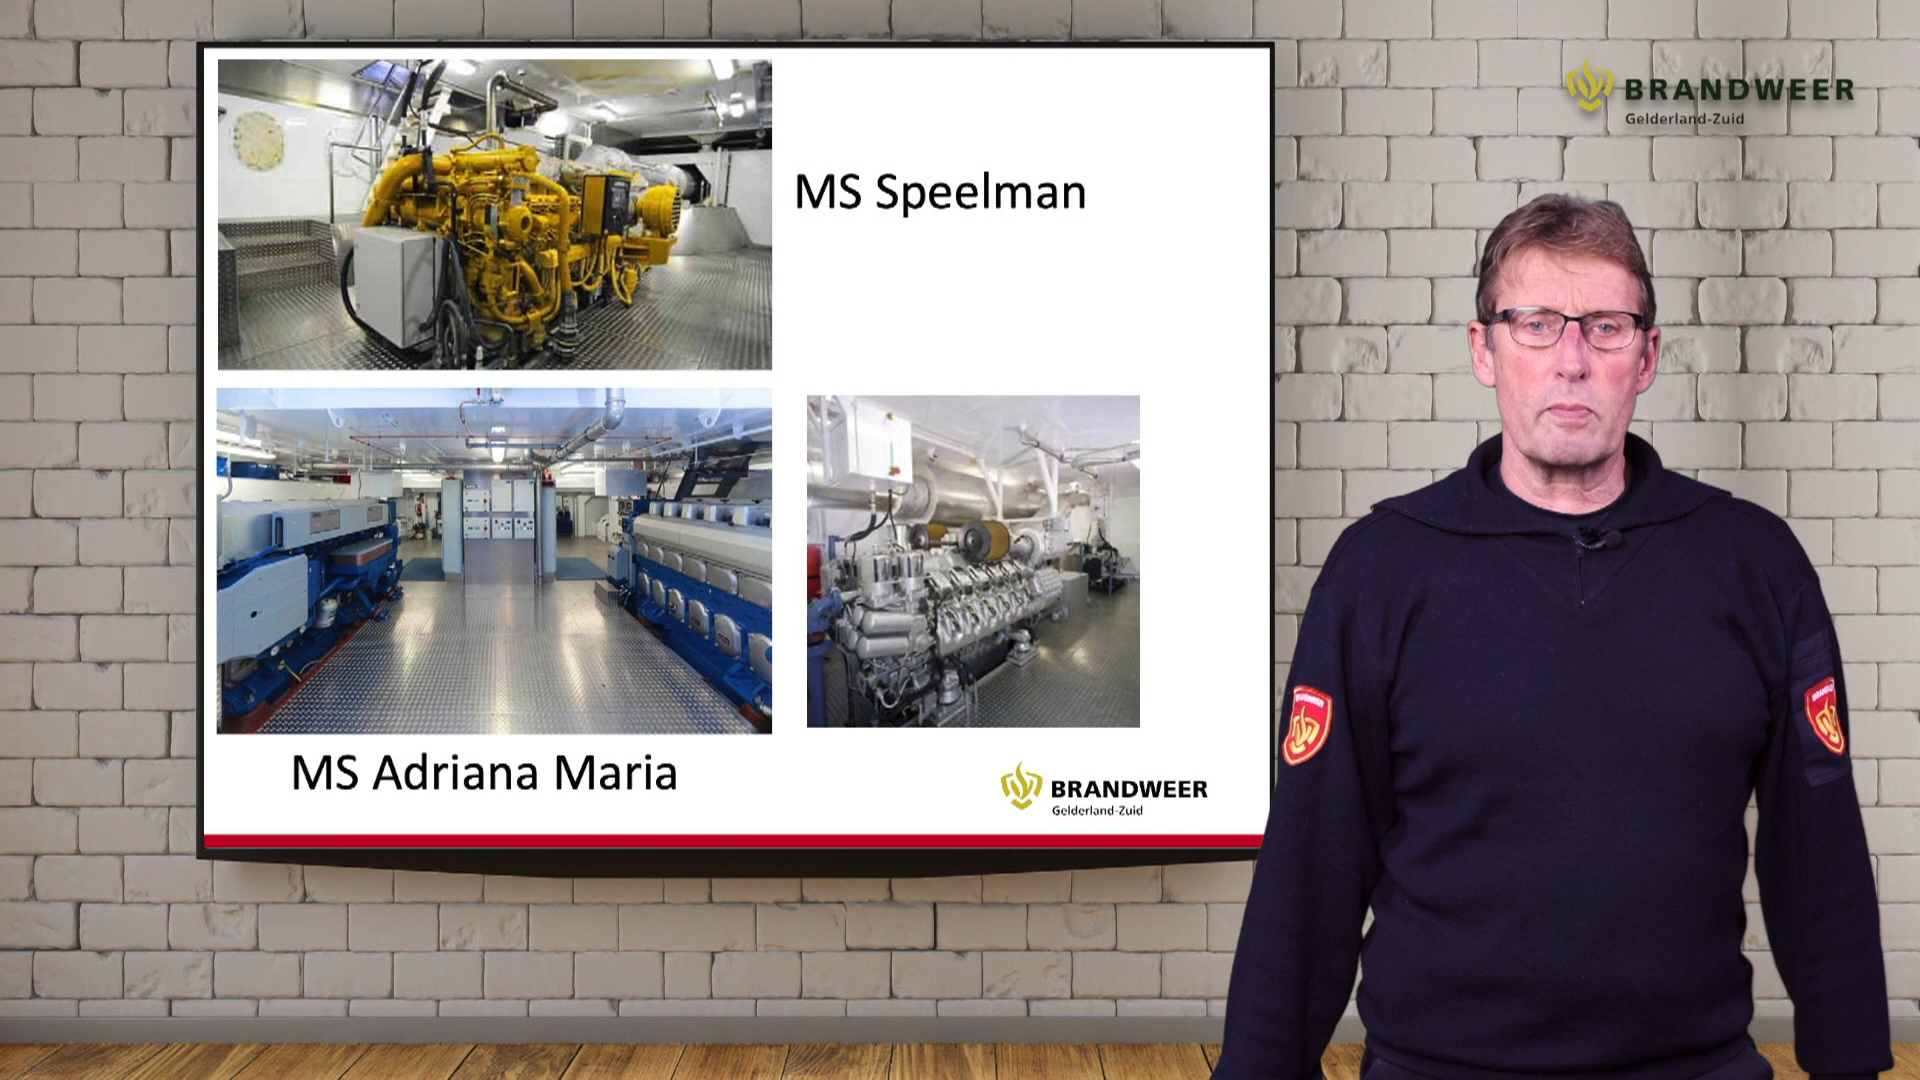 MS Speelman
MS Adriana Maria
BRANDWEER
Gelderland-Zuid
BRANDWEER
Gelderland-Zuid